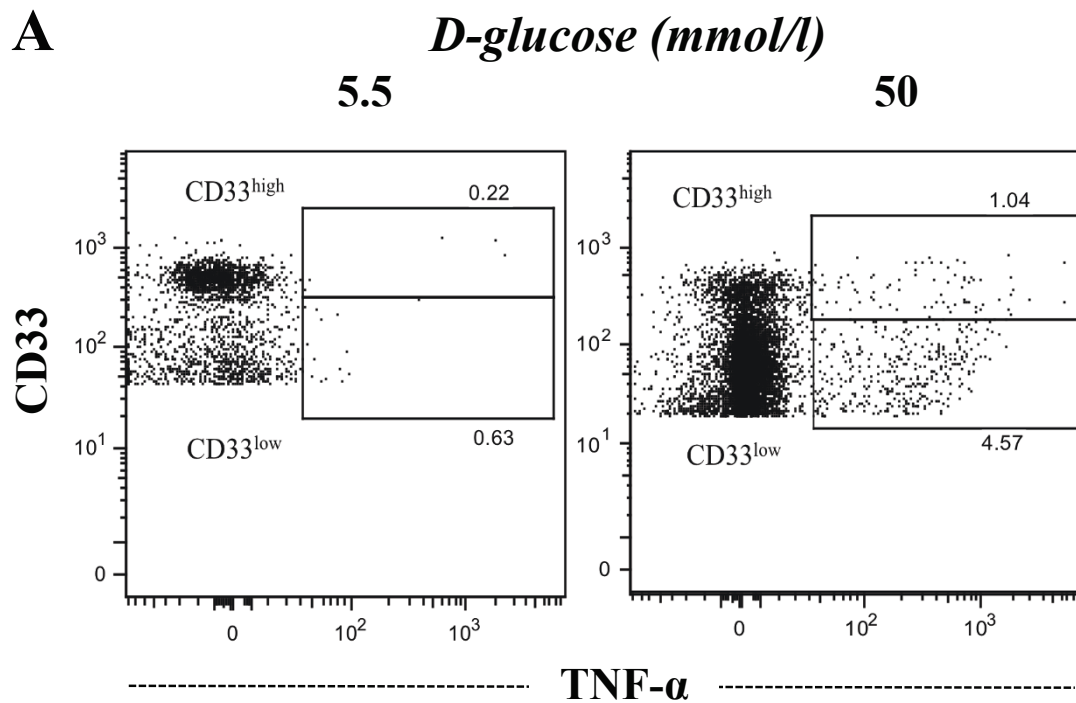 A
D-glucose (mmol/l)
5.5 50
CD33high 0.22
10³
10²
10¹
0
CD33low 0.63
0 10² 10³
CD33high 1.04
10³
10²
10¹
0
CD33low 4.57
0 10² 10³
CD33
TNF-α